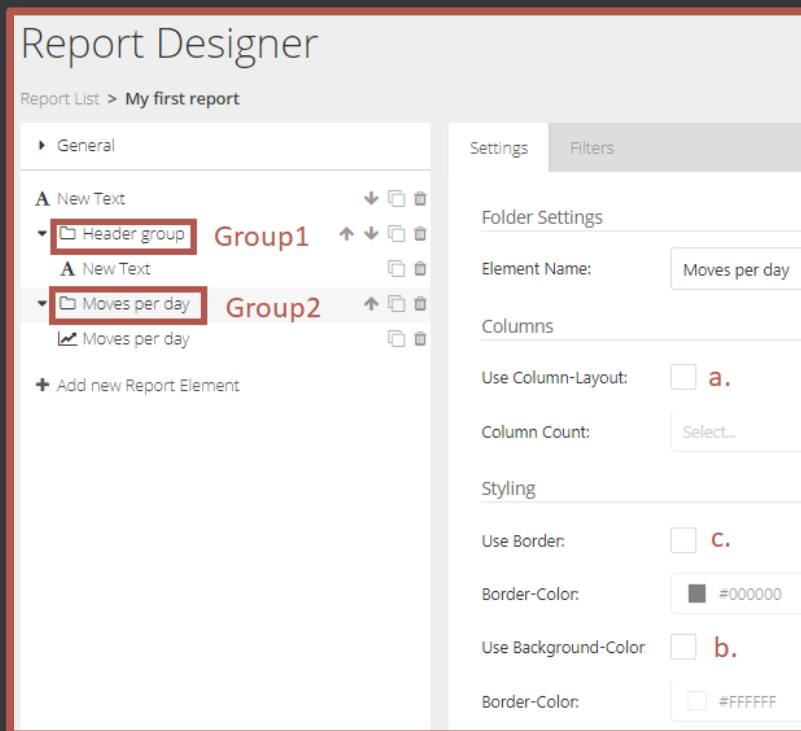 Report Designer
Report List > My first report
General
A New Text
Header group Group1
A New Text
Moves per day Group2
Moves per day
+ Add new Report Element
Settings Filters
Folder Settings
Element Name: Moves per day
Columns
Use Column-Layout: a.
Column Count: Select...
Styling
Use Border: c.
Border-Color: #000000
Use Background-Color: b.
Border-Color: #FFFFFF